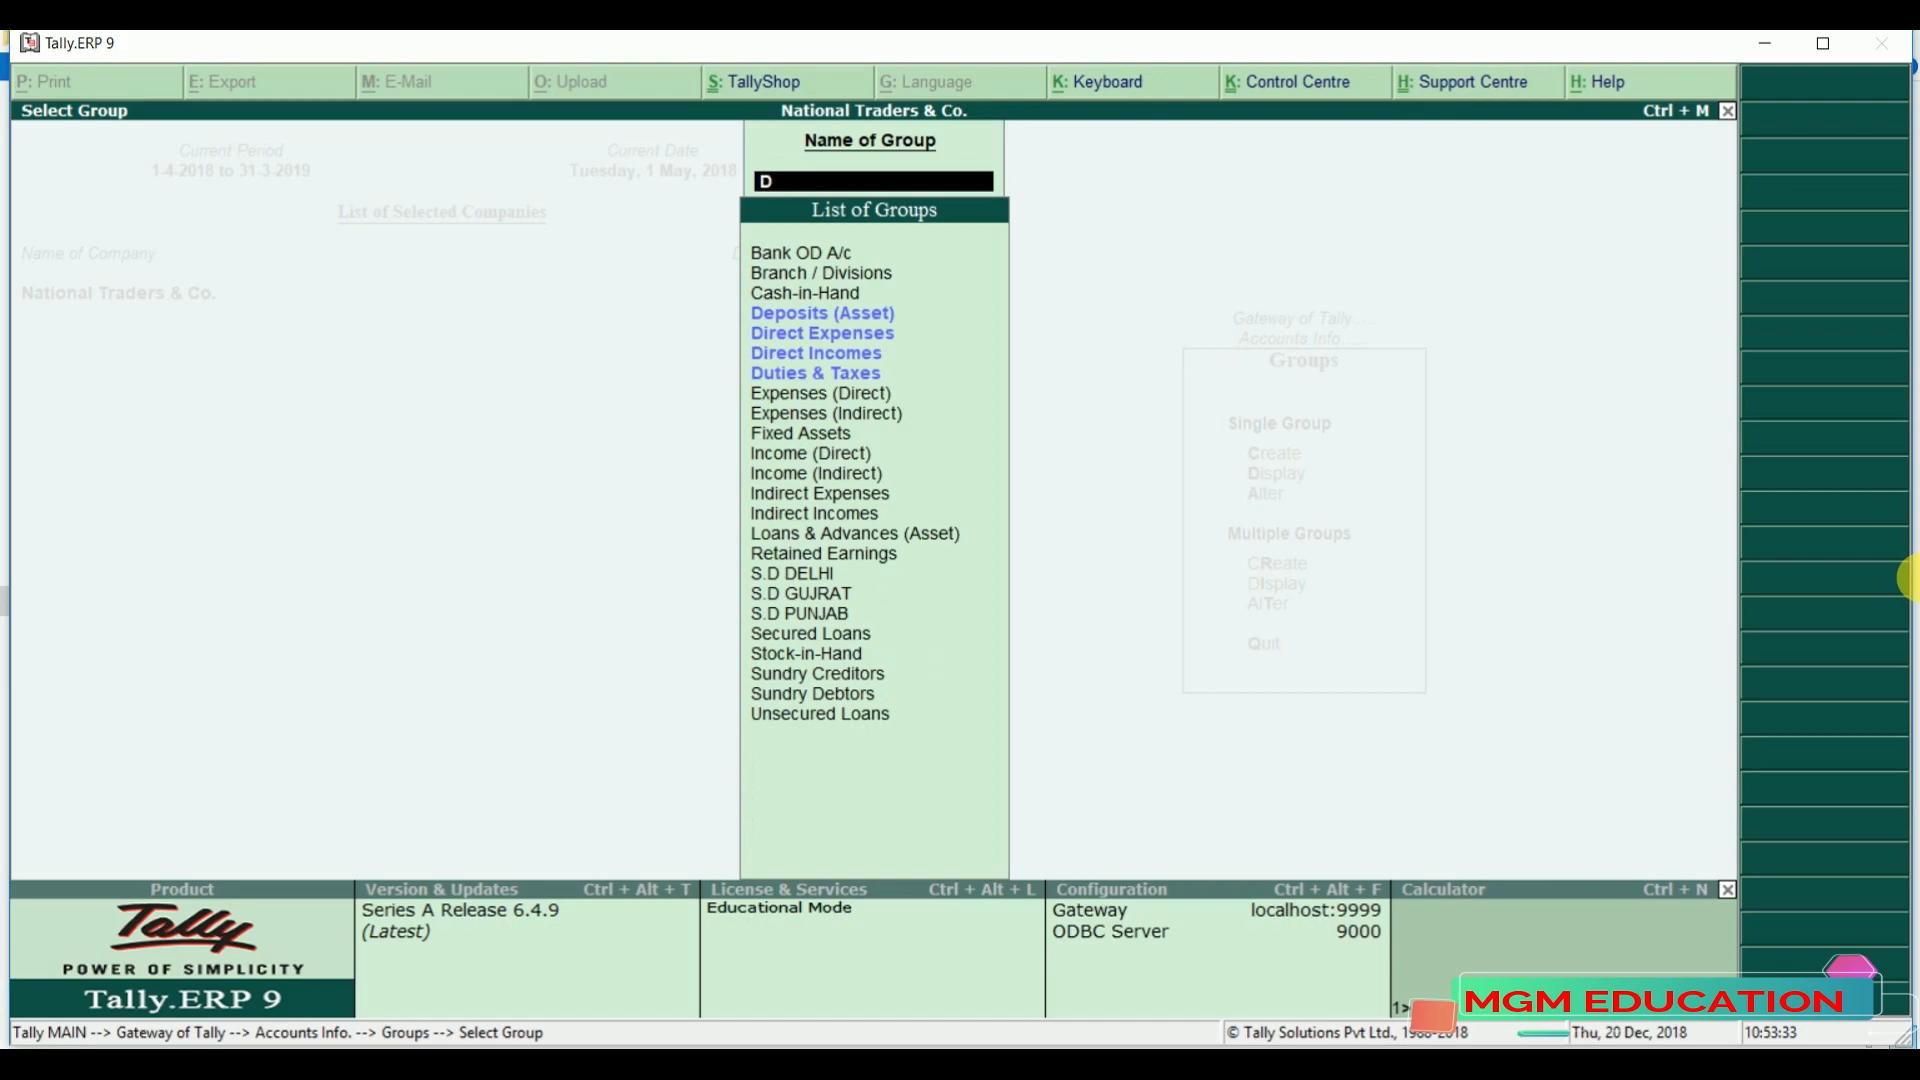 Tally.ERP 9
P: Print E: Export M: E-Mail O: Upload S: TallyShop G: Language K: Keyboard K: Control Centre H: Support Centre H: Help
Select Group National Traders & Co. Ctrl + M
Name of Group
Current Period Current Date
1-4-2018 to 31-3-2019 Tuesday, 1 May, 2018
D
List of Selected Companies
List of Groups
Name of Company
Bank OD A/c
Branch / Divisions
Cash-in-Hand
National Traders & Co.
Deposits (Asset)
Direct Expenses
Direct Incomes
Duties & Taxes
Expenses (Direct)
Expenses (Indirect)
Fixed Assets
Income (Direct)
Income (Indirect)
Indirect Expenses
Indirect Incomes
Loans & Advances (Asset)
Retained Earnings
S.D DELHI
S.D GUJRAT
S.D PUNJAB
Secured Loans
Stock-in-Hand
Sundry Creditors
Sundry Debtors
Unsecured Loans
Gateway of Tally .....
Accounts Info. .....
Groups
Single Group
Create
Display
Alter
Multiple Groups
CReate
DIsplay
AlTer
Quit
Product
Tally
POWER OF SIMPLICITY
Tally.ERP 9
Version & Updates Ctrl + Alt + T
Series A Release 6.4.9
(Latest)
License & Services Ctrl + Alt + L
Educational Mode
Configuration Ctrl + Alt + F
Gateway localhost:9999
ODBC Server 9000
Calculator Ctrl + N
1>
MGM EDUCATION
Tally MAIN --> Gateway of Tally --> Accounts Info. --> Groups --> Select Group © Tally Solutions Pvt Ltd., 1988-2018 Thu, 20 Dec, 2018 10:53:33